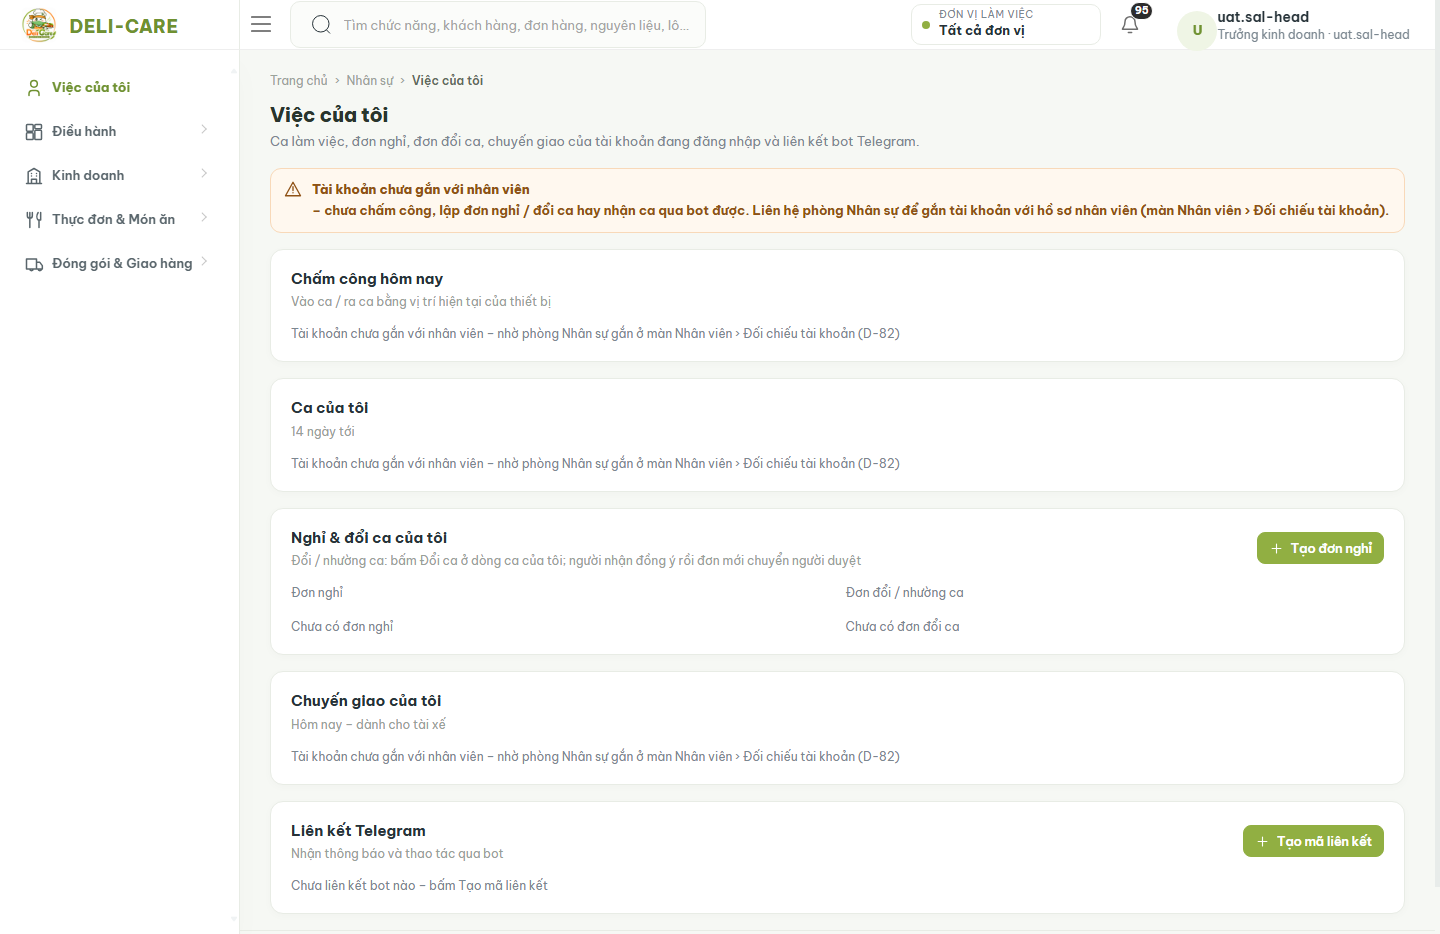 DELI-CARE
Tìm chức năng, khách hàng, đơn hàng, nguyên liệu, lô...
ĐƠN VỊ LÀM VIỆC
Tất cả đơn vị
95
U
uat.sal-head
Trưởng kinh doanh · uat.sal-head
Việc của tôi
Điều hành
Kinh doanh
Thực đơn & Món ăn
Đóng gói & Giao hàng
Trang chủ › Nhân sự › Việc của tôi
Việc của tôi
Ca làm việc, đơn nghỉ, đơn đổi ca, chuyến giao của tài khoản đang đăng nhập và liên kết bot Telegram.
Tài khoản chưa gắn với nhân viên
– chưa chấm công, lập đơn nghỉ / đổi ca hay nhận ca qua bot được. Liên hệ phòng Nhân sự để gắn tài khoản với hồ sơ nhân viên (màn Nhân viên › Đối chiếu tài khoản).
Chấm công hôm nay
Vào ca / ra ca bằng vị trí hiện tại của thiết bị
Tài khoản chưa gắn với nhân viên – nhờ phòng Nhân sự gắn ở màn Nhân viên › Đối chiếu tài khoản (D-82)
Ca của tôi
14 ngày tới
Tài khoản chưa gắn với nhân viên – nhờ phòng Nhân sự gắn ở màn Nhân viên › Đối chiếu tài khoản (D-82)
Nghỉ & đổi ca của tôi
Đổi / nhường ca: bấm Đổi ca ở dòng ca của tôi; người nhận đồng ý rồi đơn mới chuyển người duyệt
Tạo đơn nghỉ
Đơn nghỉ
Đơn đổi / nhường ca
Chưa có đơn nghỉ
Chưa có đơn đổi ca
Chuyến giao của tôi
Hôm nay – dành cho tài xế
Tài khoản chưa gắn với nhân viên – nhờ phòng Nhân sự gắn ở màn Nhân viên › Đối chiếu tài khoản (D-82)
Liên kết Telegram
Nhận thông báo và thao tác qua bot
Tạo mã liên kết
Chưa liên kết bot nào – bấm Tạo mã liên kết